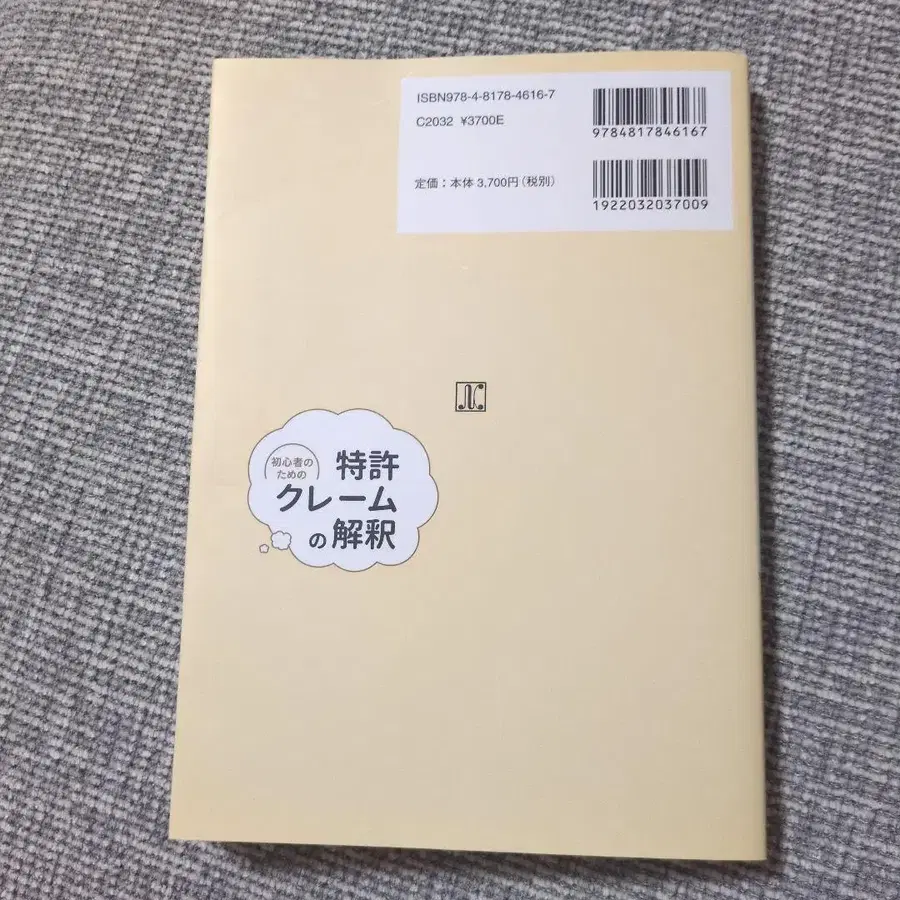 ISBN978-4-8178-4616-7
C2032 ¥3700E
9784817846167
定価：本体 3,700円（税別）
1922032037009
初心者の
ための
特許
クレーム
の解釈